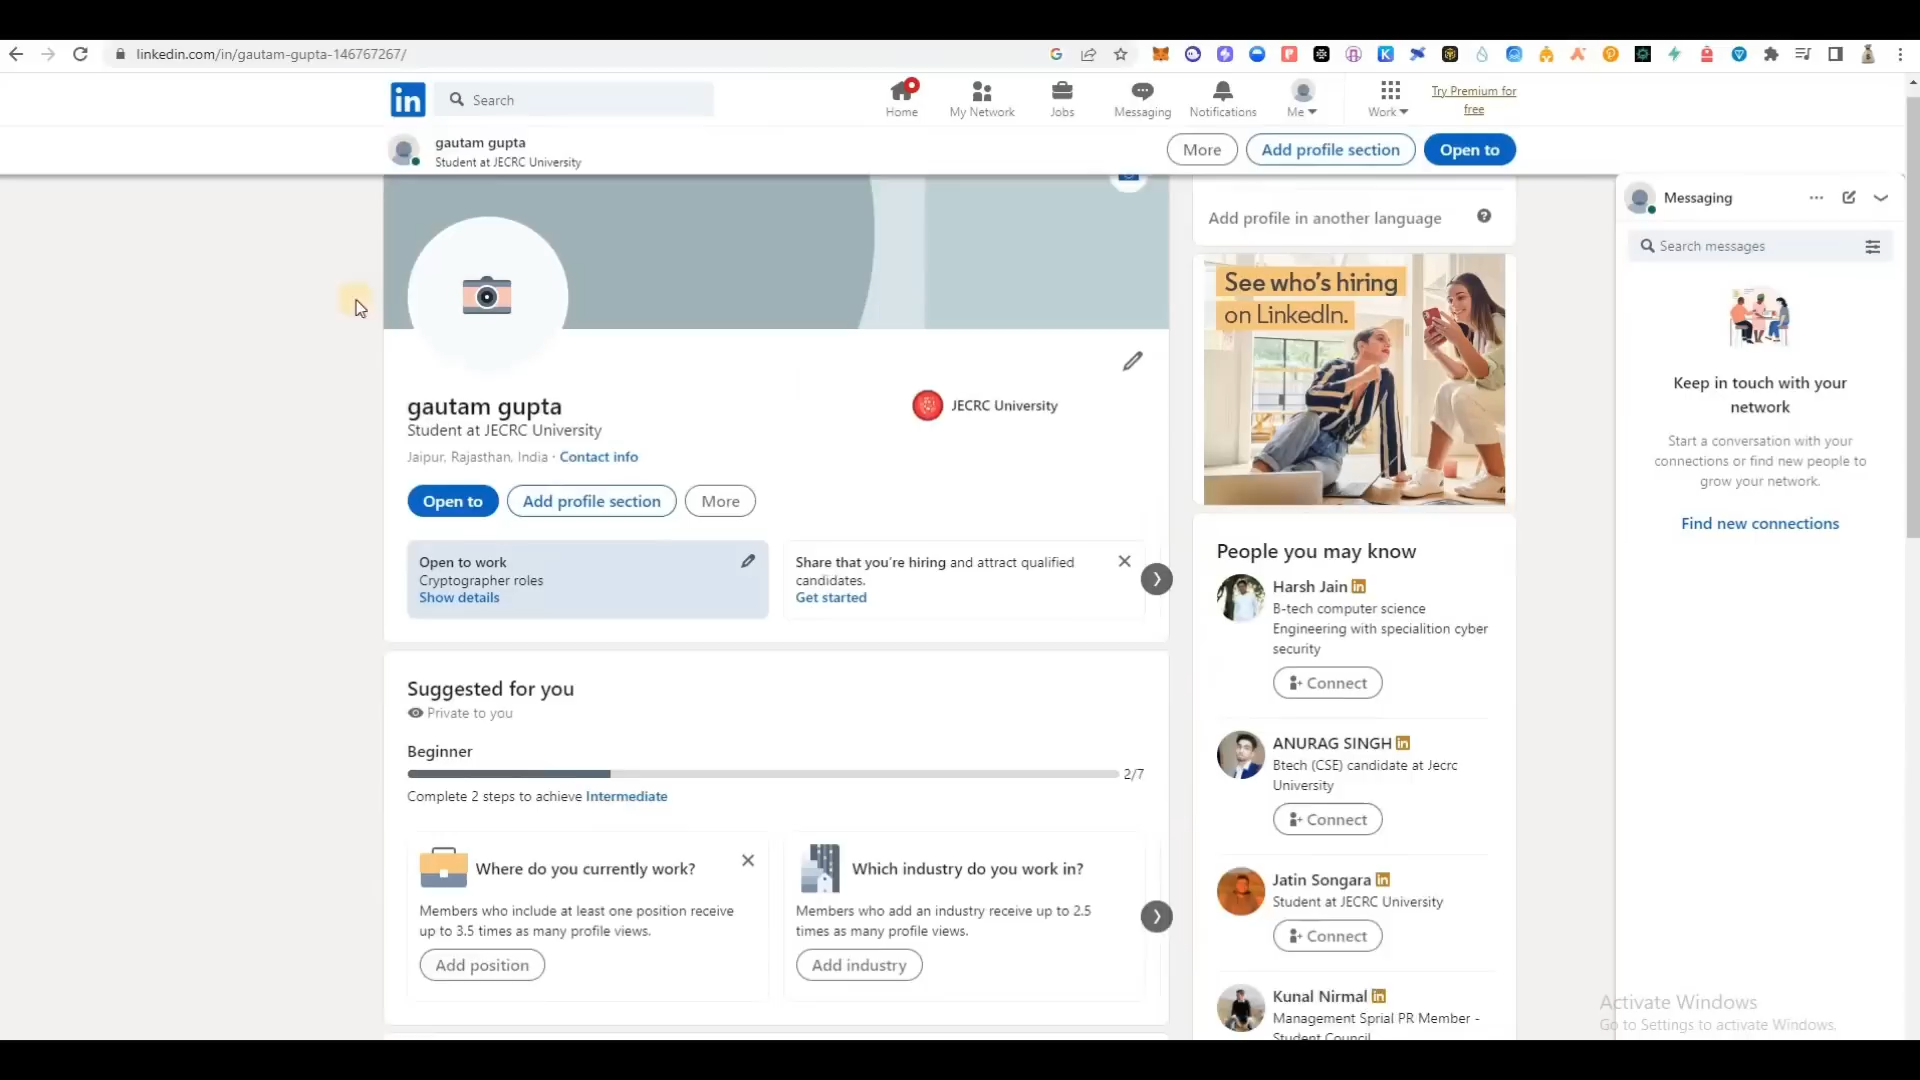 linkedin.com/in/gautam-gupta-146767267/
in
Search
Home
My Network
Jobs
Messaging
Notifications
Me
Work
Try Premium for
free
gautam gupta
Student at JECRC University
More
Add profile section
Open to
Add profile in another language
See who's hiring
on LinkedIn.
gautam gupta
Student at JECRC University
Jaipur, Rajasthan, India · Contact info
JECRC University
Open to
Add profile section
More
Open to work
Cryptographer roles
Show details
Share that you're hiring and attract qualified
candidates.
Get started
Suggested for you
Private to you
Beginner
2/7
Complete 2 steps to achieve Intermediate
Where do you currently work?
Members who include at least one position receive
up to 3.5 times as many profile views.
Add position
Which industry do you work in?
Members who add an industry receive up to 2.5
times as many profile views.
Add industry
People you may know
Harsh Jain in
B-tech computer science
Engineering with specialition cyber
security
Connect
ANURAG SINGH in
Btech (CSE) candidate at Jecrc
University
Connect
Jatin Songara in
Student at JECRC University
Connect
Kunal Nirmal in
Management Sprial PR Member -
Student Council
Messaging
Search messages
Keep in touch with your
network
Start a conversation with your
connections or find new people to
grow your network.
Find new connections
Activate Windows
Go to Settings to activate Windows.